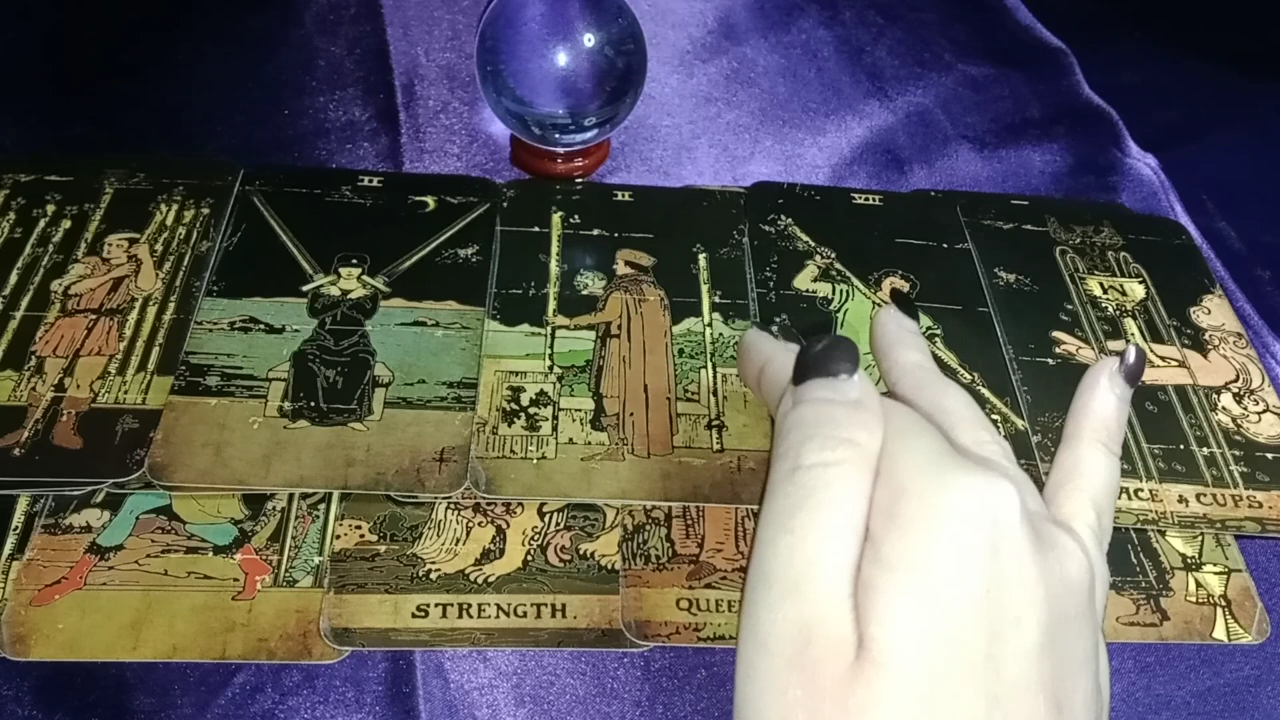 II
II
VII
ACE of CUPS.
STRENGTH.
QUEE